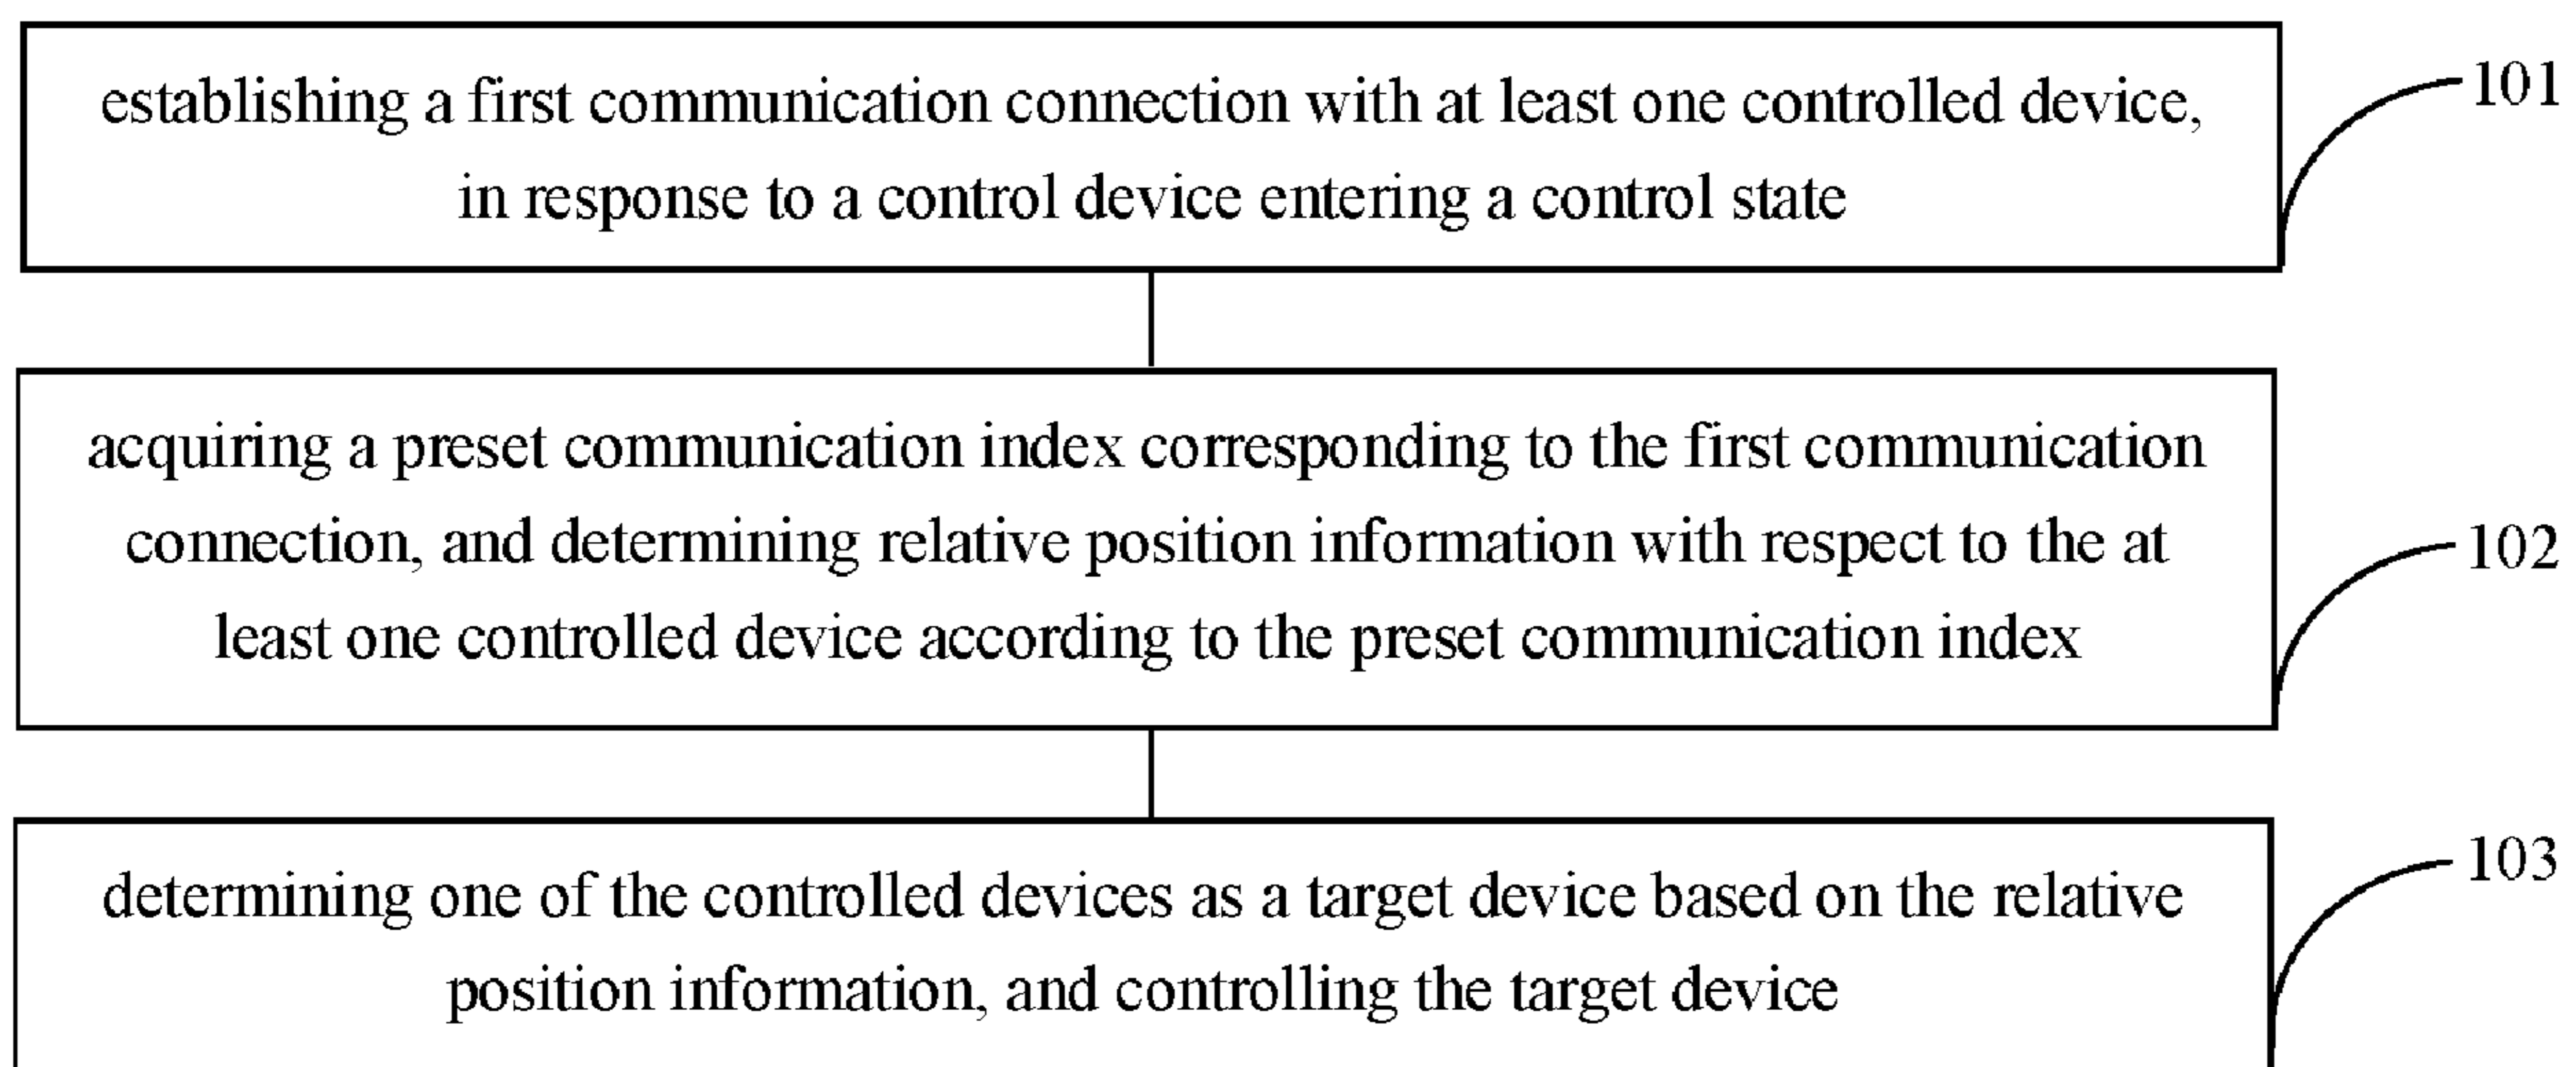 establishing a first communication connection with at least one controlled device,
in response to a control device entering a control state
101
acquiring a preset communication index corresponding to the first communication
connection, and determining relative position information with respect to the at
least one controlled device according to the preset communication index
102
determining one of the controlled devices as a target device based on the relative
position information, and controlling the target device
103